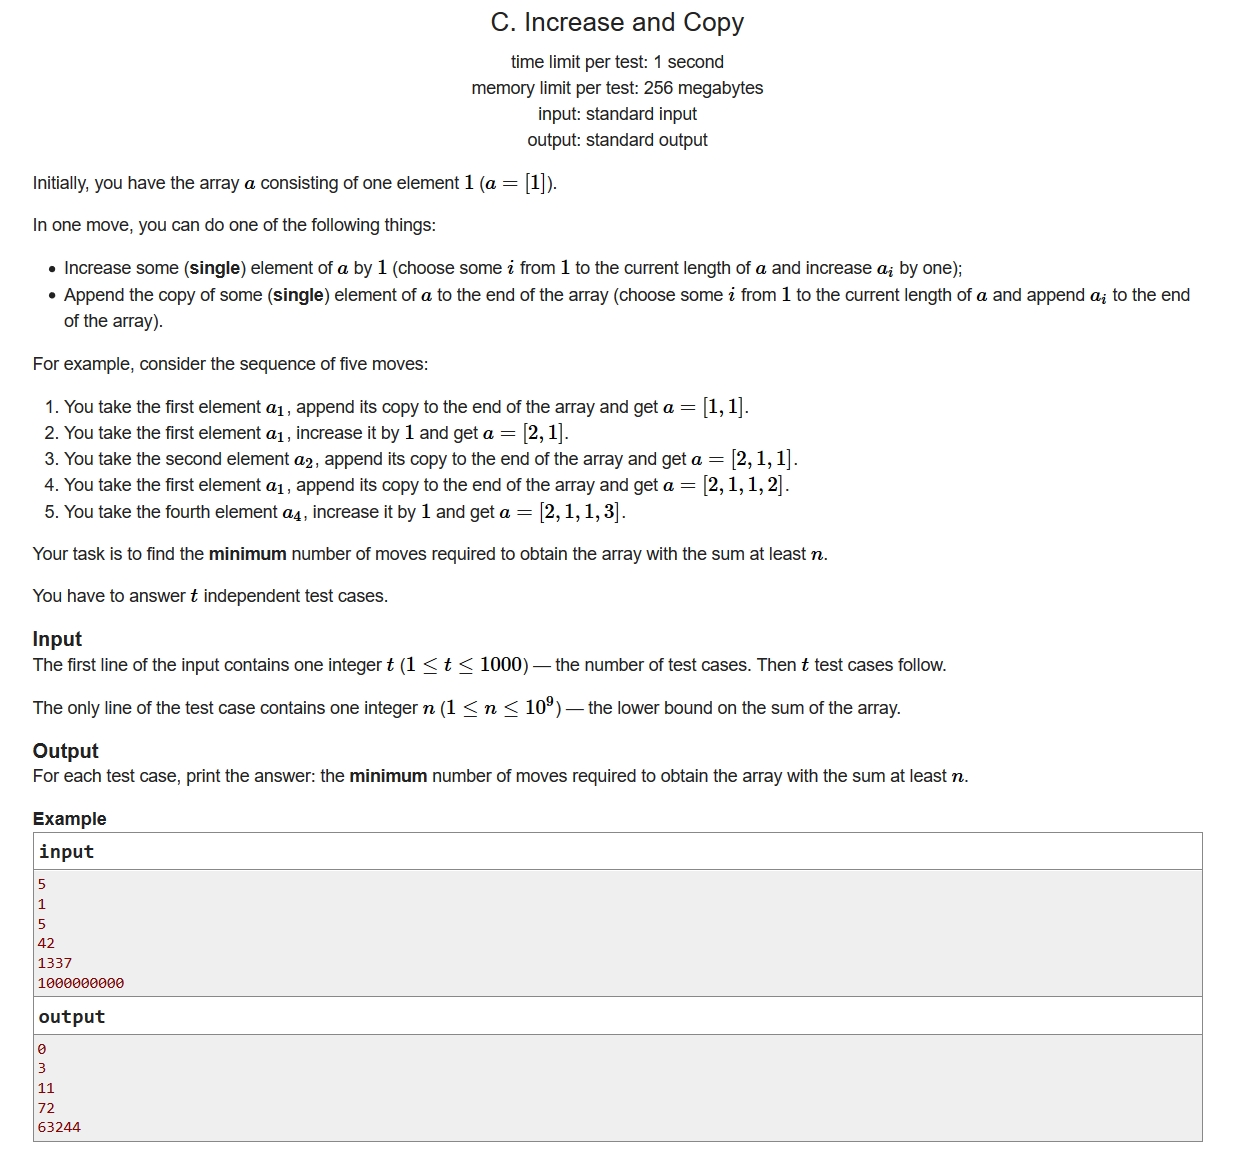 C. Increase and Copy
time limit per test: 1 second
memory limit per test: 256 megabytes
input: standard input
output: standard output
Initially, you have the array a consisting of one element 1 (a = [1]).
In one move, you can do one of the following things:
• Increase some (single) element of a by 1 (choose some i from 1 to the current length of a and increase aᵢ by one);
• Append the copy of some (single) element of a to the end of the array (choose some i from 1 to the current length of a and append aᵢ to the end
of the array).
For example, consider the sequence of five moves:
1. You take the first element a₁, append its copy to the end of the array and get a = [1, 1].
2. You take the first element a₁, increase it by 1 and get a = [2, 1].
3. You take the second element a₂, append its copy to the end of the array and get a = [2, 1, 1].
4. You take the first element a₁, append its copy to the end of the array and get a = [2, 1, 1, 2].
5. You take the fourth element a₄, increase it by 1 and get a = [2, 1, 1, 3].
Your task is to find the minimum number of moves required to obtain the array with the sum at least n.
You have to answer t independent test cases.
Input
The first line of the input contains one integer t (1 ≤ t ≤ 1000) — the number of test cases. Then t test cases follow.
The only line of the test case contains one integer n (1 ≤ n ≤ 10⁹) — the lower bound on the sum of the array.
Output
For each test case, print the answer: the minimum number of moves required to obtain the array with the sum at least n.
Example
input
5
1
5
42
1337
1000000000
output
0
3
11
72
63244